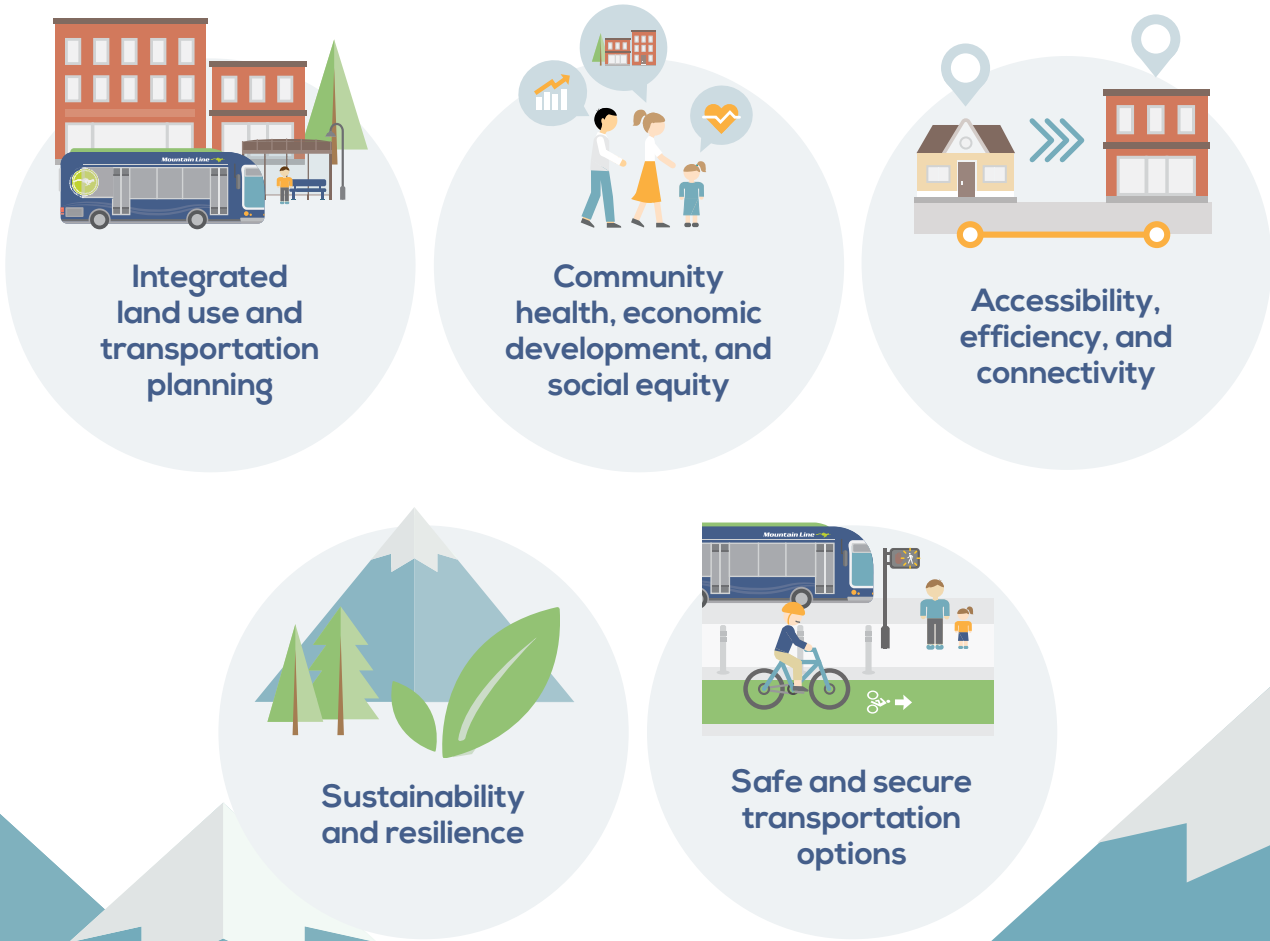 Mountain Line
Integrated
land use and
transportation
planning
Community
health, economic
development, and
social equity
Accessibility,
efficiency, and
connectivity
Sustainability
and resilience
Mountain Line
Safe and secure
transportation
options